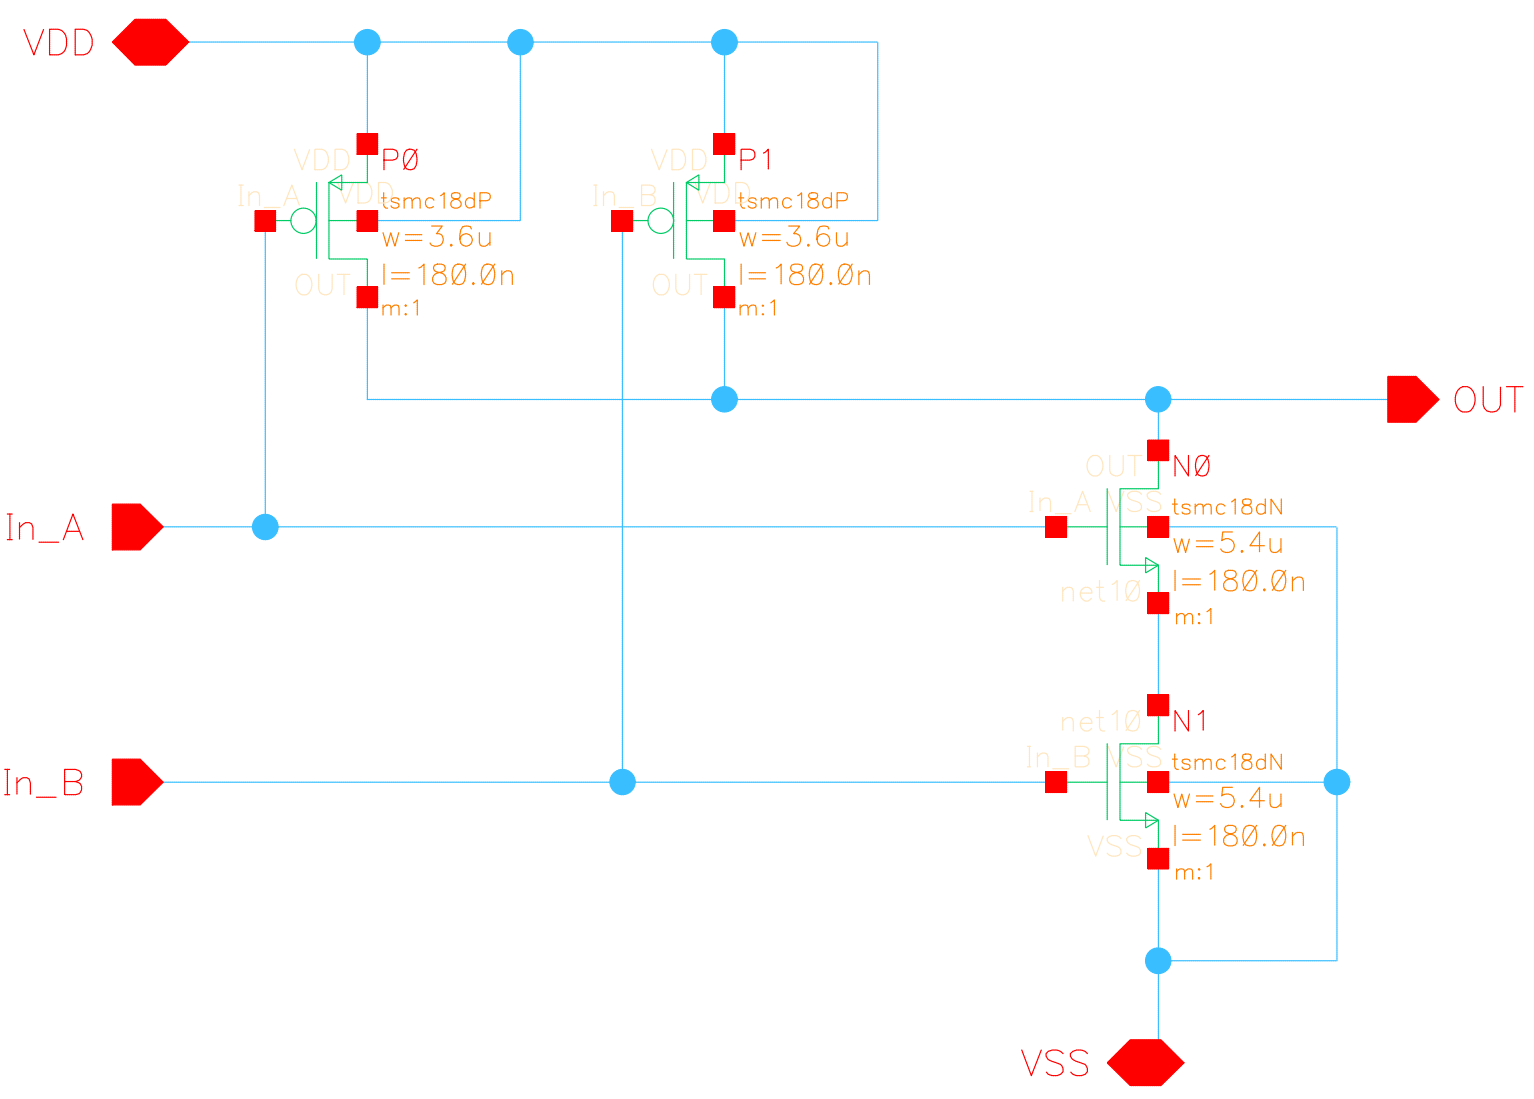 VDD
VDD
P0
In_A
VDD
tsmc18dP
w=3.6u
OUT
l=180.0n
m:1
VDD
P1
In_B
VDD
tsmc18dP
w=3.6u
OUT
l=180.0n
m:1
OUT
OUT
N0
In_A
VSS
tsmc18dN
In_A
w=5.4u
net10
l=180.0n
m:1
net10
N1
In_B
VSS
tsmc18dN
In_B
w=5.4u
VSS
l=180.0n
m:1
VSS